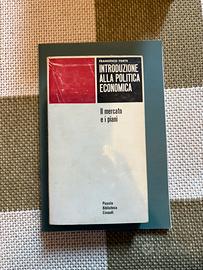 FRANCESCO FORTE
INTRODUZIONE
ALLA POLITICA
ECONOMICA
Il mercato
e i piani
Piccola
Biblioteca
Einaudi